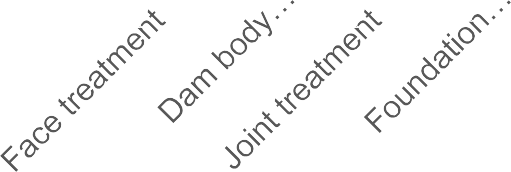 Face treatment
Dam body...
Joint treatment
Foundation...